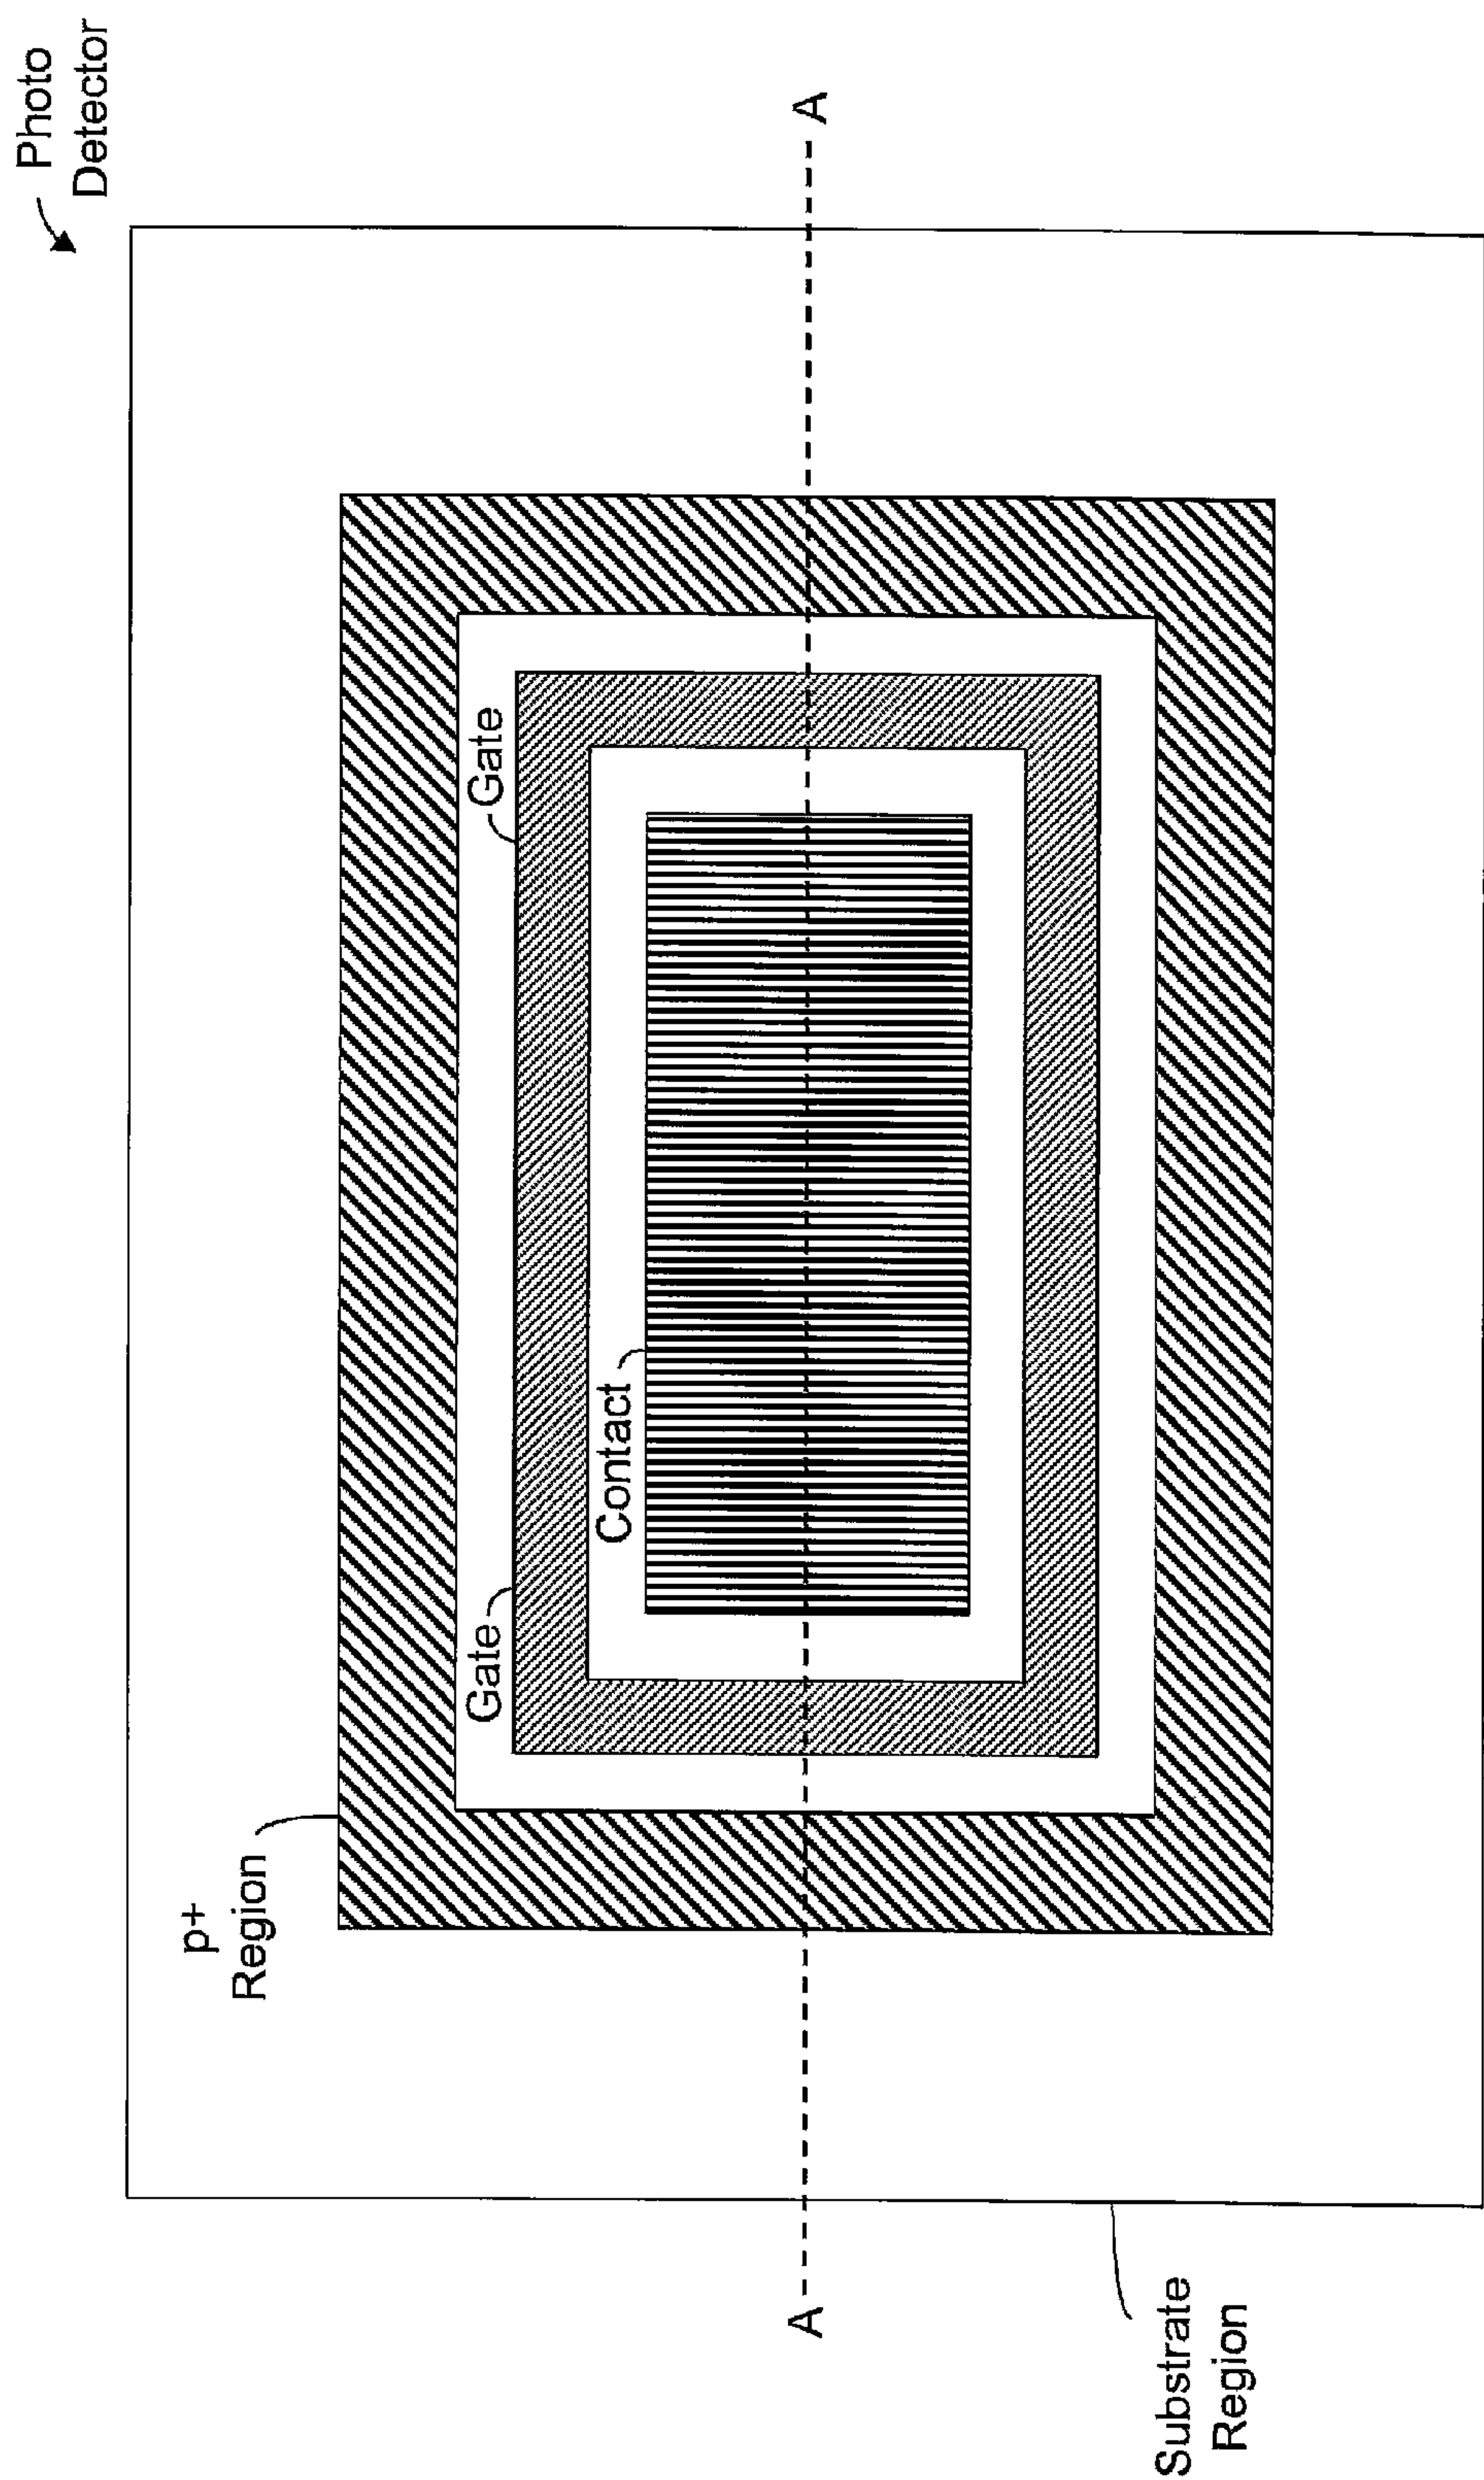 Photo
Detector
A
Gate
Gate
Contact
p+
Region
A
Substrate
Region